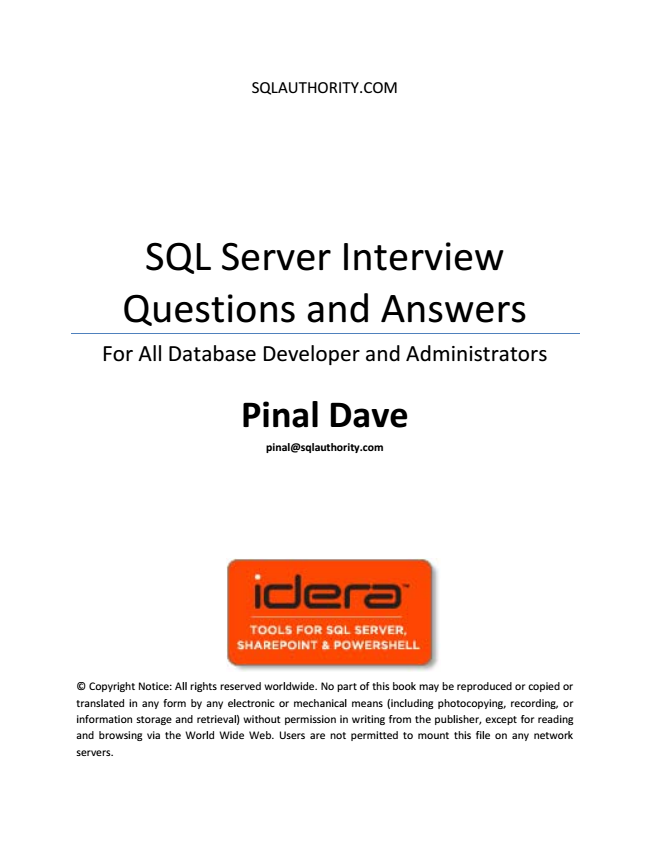 SQLAUTHORITY.COM
SQL Server Interview
Questions and Answers
For All Database Developer and Administrators
Pinal Dave
pinal@sqlauthority.com
idera™
TOOLS FOR SQL SERVER,
SHAREPOINT & POWERSHELL
© Copyright Notice: All rights reserved worldwide. No part of this book may be reproduced or copied or
translated in any form by any electronic or mechanical means (including photocopying, recording, or
information storage and retrieval) without permission in writing from the publisher, except for reading
and browsing via the World Wide Web. Users are not permitted to mount this file on any network
servers.